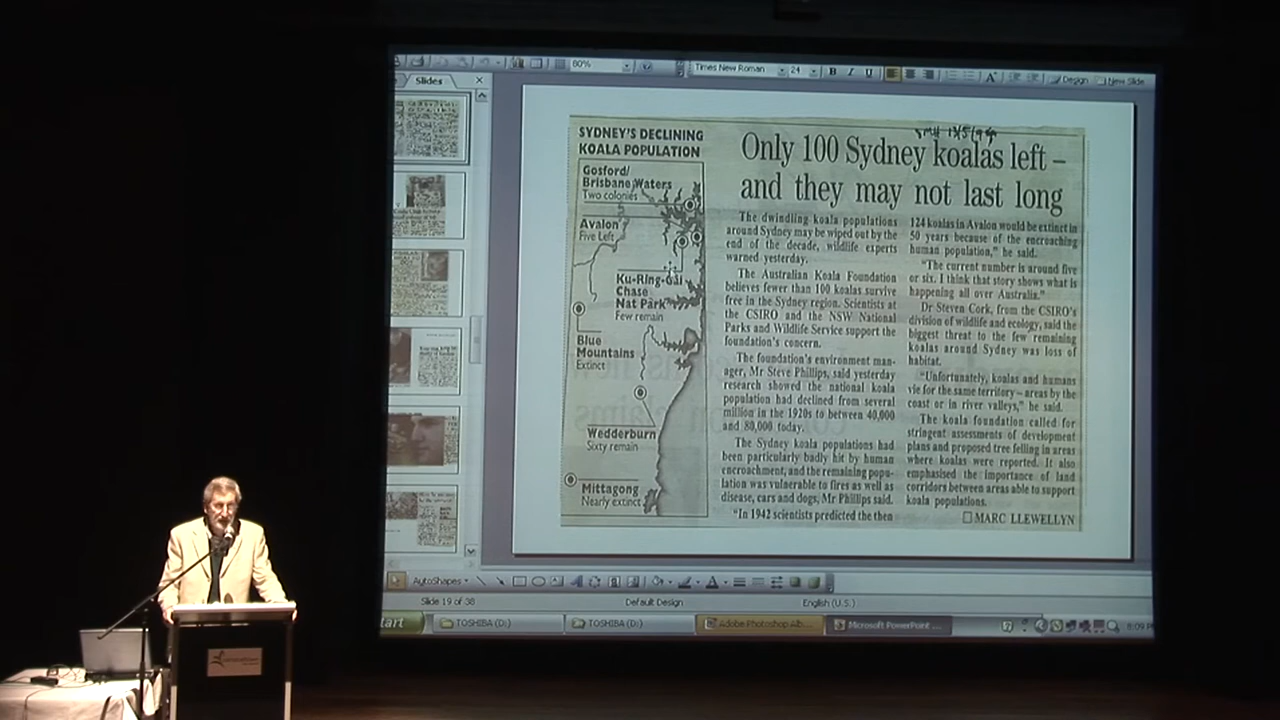 80%
Times New Roman
24
B I U
Design
New Slide
Slides
SYDNEY'S DECLINING
KOALA POPULATION
Gosford/
Brisbane Waters
Two colonies
Avalon
Five Left
Ku-Ring-Gai
Chase
Nat Park
Few remain
Blue
Mountains
Extinct
Wedderburn
Sixty remain
Mittagong
Nearly extinct
SMH
Only 100 Sydney koalas left –
and they may not last long
The dwindling koala populations
around Sydney may be wiped out by the
end of the decade, wildlife experts
warned yesterday.
The Australian Koala Foundation
believes fewer than 100 koalas survive
free in the Sydney region. Scientists at
the CSIRO and the NSW National
Parks and Wildlife Service support the
foundation's concern.
The foundation's environment man-
ager, Mr Steve Phillips, said yesterday
research showed the national koala
population had declined from several
million in the 1920s to between 40,000
and 80,000 today.
The Sydney koala populations had
been particularly badly hit by human
encroachment, and the remaining popu-
lation was vulnerable to fires as well as
disease, cars and dogs, Mr Phillips said.
"In 1942 scientists predicted the then
124 koalas in Avalon would be extinct in
50 years because of the encroaching
human population," he said.
"The current number is around five
or six. I think that story shows what is
happening all over Australia."
Dr Steven Cork, from the CSIRO's
division of wildlife and ecology, said the
biggest threat to the few remaining
koalas around Sydney was loss of
habitat.
"Unfortunately, koalas and humans
vie for the same territory – areas by the
coast or in river valleys," he said.
The koala foundation called for
stringent assessments of development
plans and proposed tree felling in areas
where koalas were reported. It also
emphasised the importance of land
corridors between areas able to support
koala populations.
MARC LLEWELLYN
AutoShapes
Slide 19 of 38
Default Design
English (U.S.)
start
TOSHIBA (D:)
TOSHIBA (D:)
Adobe Photoshop Alb...
Microsoft PowerPoint ...
8:09